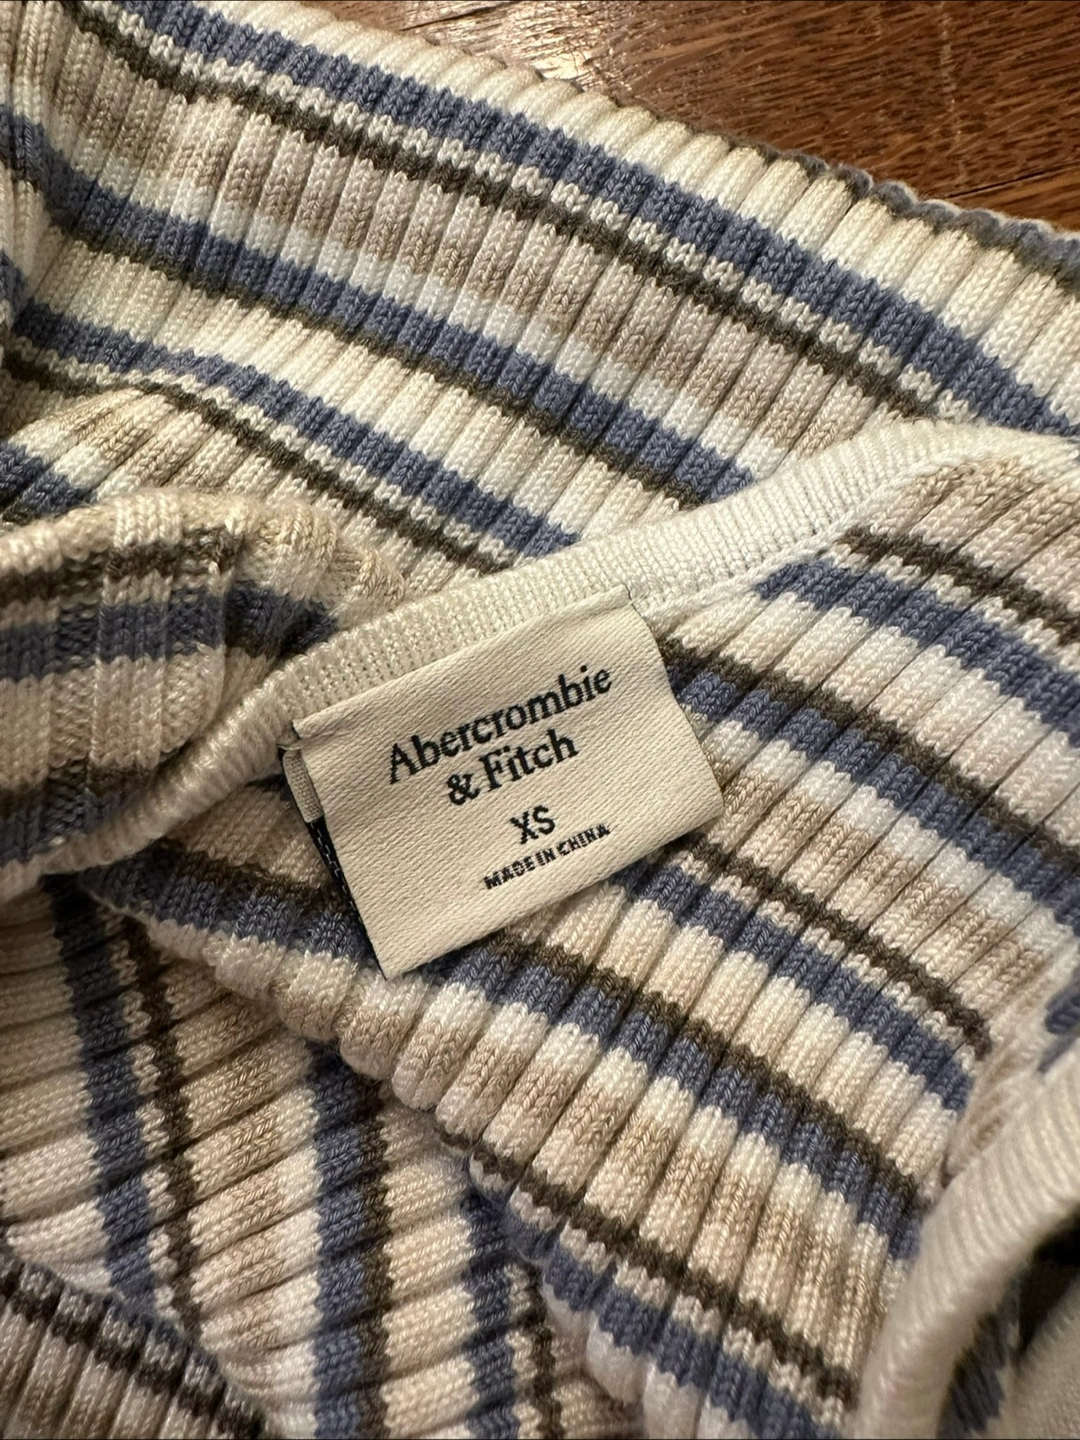 Abercrombie
& Fitch
XS
MADE IN CHINA